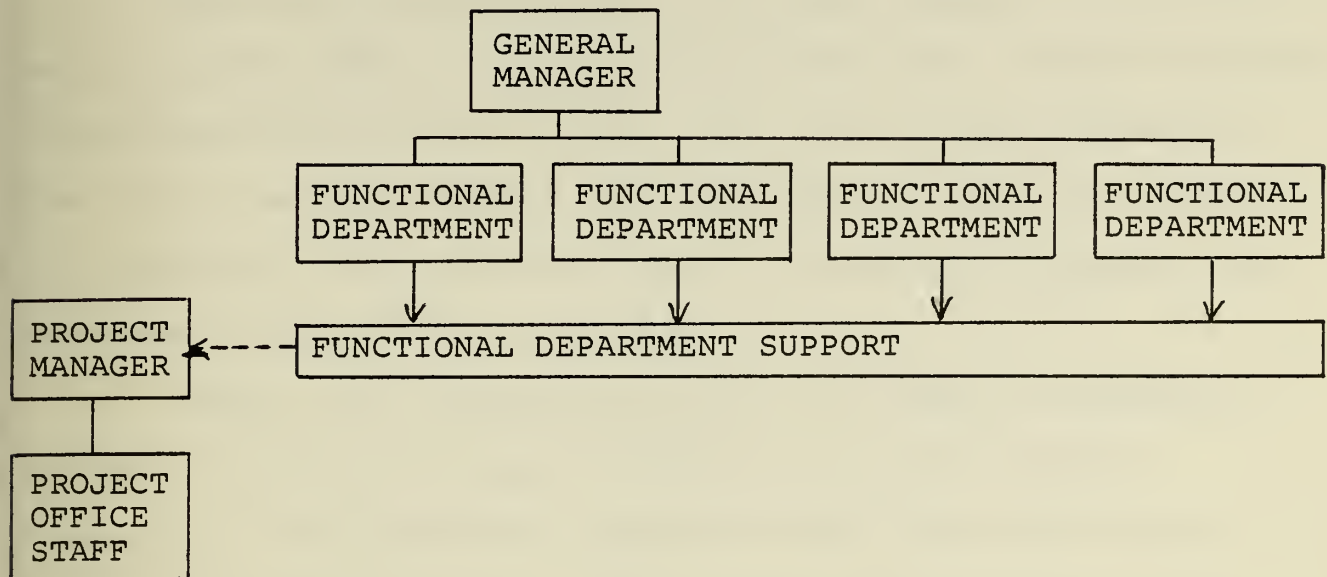 GENERAL
MANAGER
FUNCTIONAL
DEPARTMENT
FUNCTIONAL
DEPARTMENT
FUNCTIONAL
DEPARTMENT
FUNCTIONAL
DEPARTMENT
PROJECT
MANAGER
FUNCTIONAL DEPARTMENT SUPPORT
PROJECT
OFFICE
STAFF